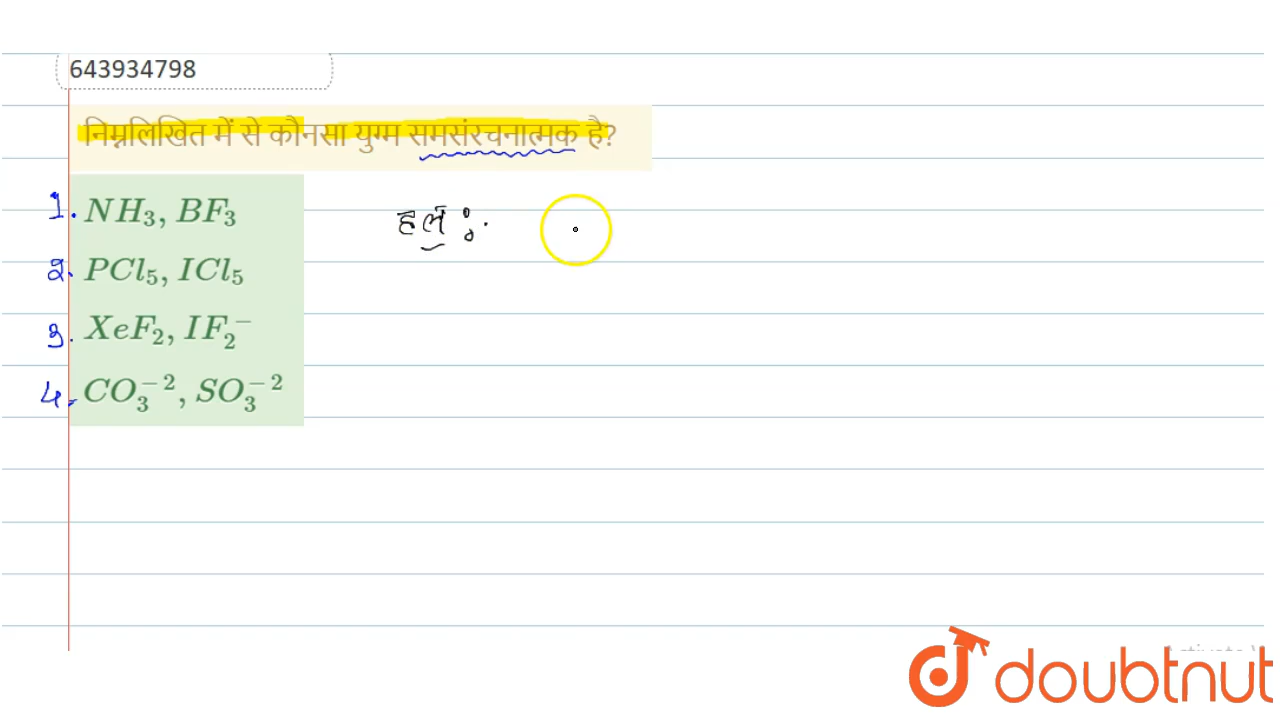 643934798
निम्नलिखित में से कौनसा युग्म समसंरचनात्मक है?
1. NH₃, BF₃
हल :.
2. PCl₅, ICl₅
3. XeF₂, IF₂⁻
4. CO₃⁻², SO₃⁻²
doubtnut